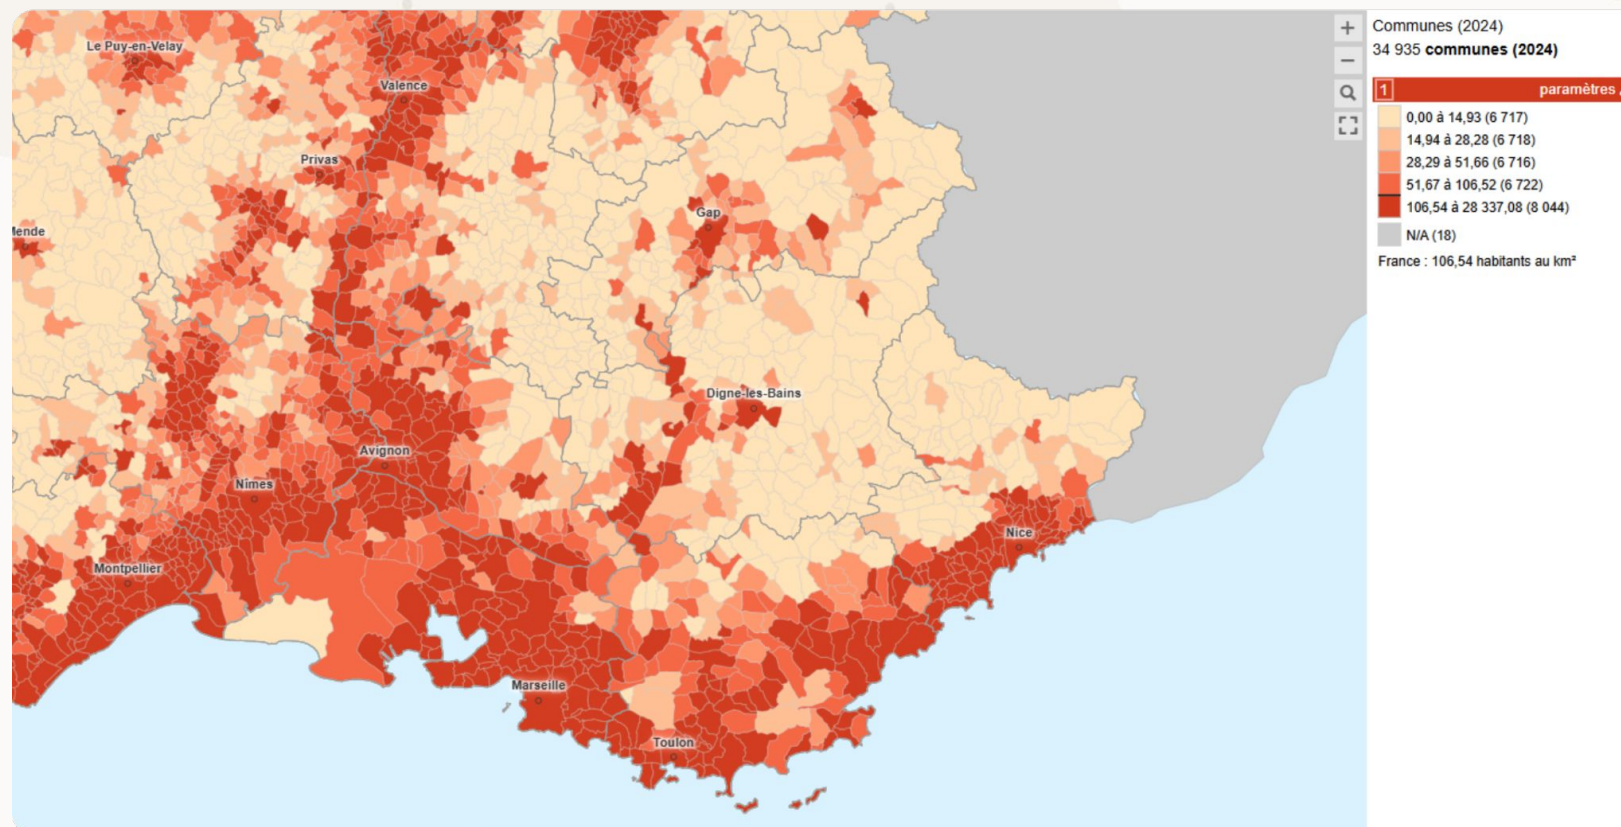 Le Puy-en-Velay
Valence
Privas
Mende
Gap
Digne-les-Bains
Avignon
Nîmes
Nice
Montpellier
Marseille
Toulon
+
−
Communes (2024)
34 935 communes (2024)
1 paramètres
0,00 à 14,93 (6 717)
14,94 à 28,28 (6 718)
28,29 à 51,66 (6 716)
51,67 à 106,52 (6 722)
106,54 à 28 337,08 (8 044)
N/A (18)
France : 106,54 habitants au km²